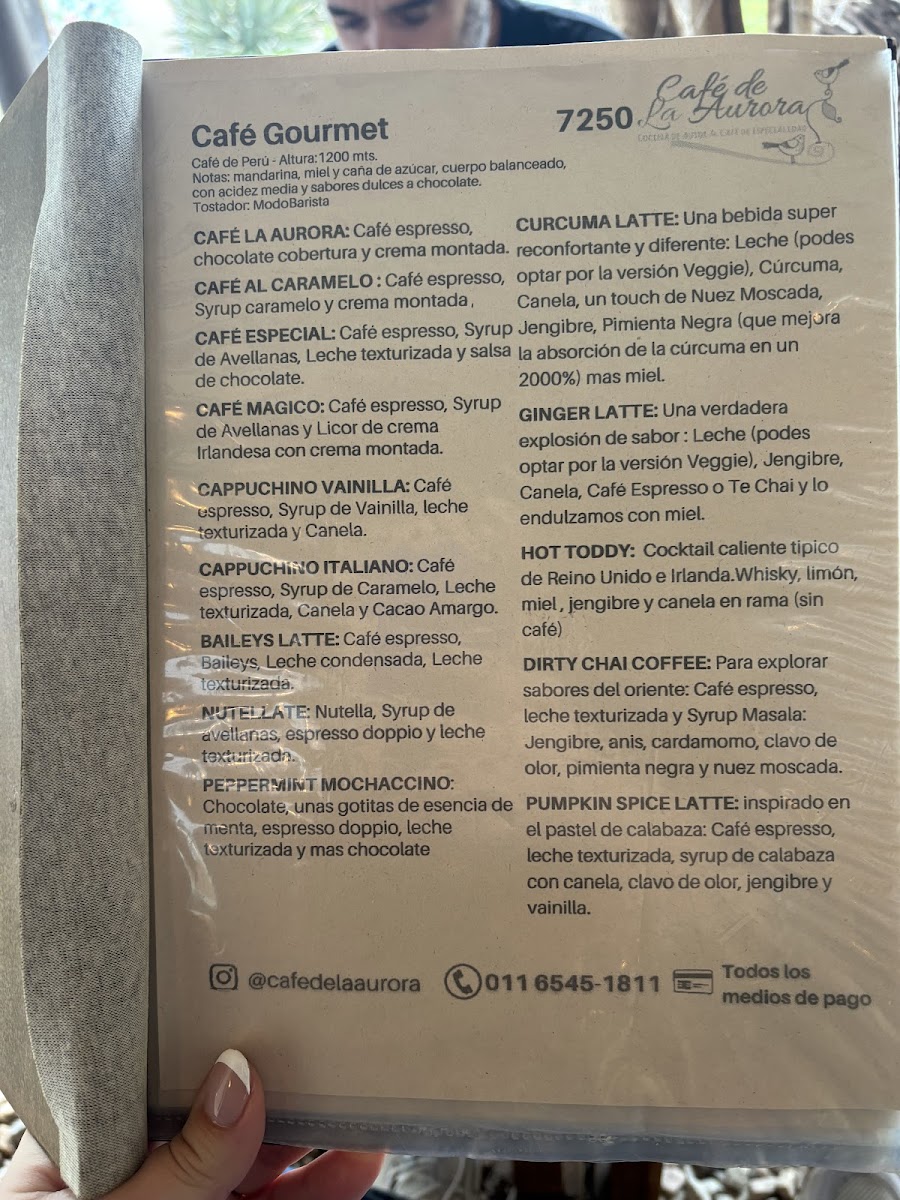 Café Gourmet
7250
Café de
La Aurora
COCINA DE AUTOR & CAFÉ DE ESPECIALIDAD
Café de Perú - Altura:1200 mts.
Notas: mandarina, miel y caña de azúcar, cuerpo balanceado,
con acidez media y sabores dulces a chocolate.
Tostador: ModoBarista
CAFÉ LA AURORA: Café espresso,
chocolate cobertura y crema montada.
CAFÉ AL CARAMELO : Café espresso,
Syrup caramelo y crema montada .
CAFÉ ESPECIAL: Café espresso, Syrup
de Avellanas, Leche texturizada y salsa
de chocolate.
CAFÉ MAGICO: Café espresso, Syrup
de Avellanas y Licor de crema
Irlandesa con crema montada.
CAPPUCHINO VAINILLA: Café
espresso, Syrup de Vainilla, leche
texturizada y Canela.
CAPPUCHINO ITALIANO: Café
espresso, Syrup de Caramelo, Leche
texturizada, Canela y Cacao Amargo.
BAILEYS LATTE: Café espresso,
Baileys, Leche condensada, Leche
texturizada.
NUTELLATE: Nutella, Syrup de
avellanas, espresso doppio y leche
texturizada.
PEPPERMINT MOCHACCINO:
Chocolate, unas gotitas de esencia de
menta, espresso doppio, leche
texturizada y mas chocolate
CURCUMA LATTE: Una bebida super
reconfortante y diferente: Leche (podes
optar por la versión Veggie), Cúrcuma,
Canela, un touch de Nuez Moscada,
Jengibre, Pimienta Negra (que mejora
la absorción de la cúrcuma en un
2000%) mas miel.
GINGER LATTE: Una verdadera
explosión de sabor : Leche (podes
optar por la versión Veggie), Jengibre,
Canela, Café Espresso o Te Chai y lo
endulzamos con miel.
HOT TODDY: Cocktail caliente tipico
de Reino Unido e Irlanda.Whisky, limón,
miel , jengibre y canela en rama (sin
café)
DIRTY CHAI COFFEE: Para explorar
sabores del oriente: Café espresso,
leche texturizada y Syrup Masala:
Jengibre, anis, cardamomo, clavo de
olor, pimienta negra y nuez moscada.
PUMPKIN SPICE LATTE: inspirado en
el pastel de calabaza: Café espresso,
leche texturizada, syrup de calabaza
con canela, clavo de olor, jengibre y
vainilla.
@cafedelaaurora
011 6545-1811
Todos los
medios de pago